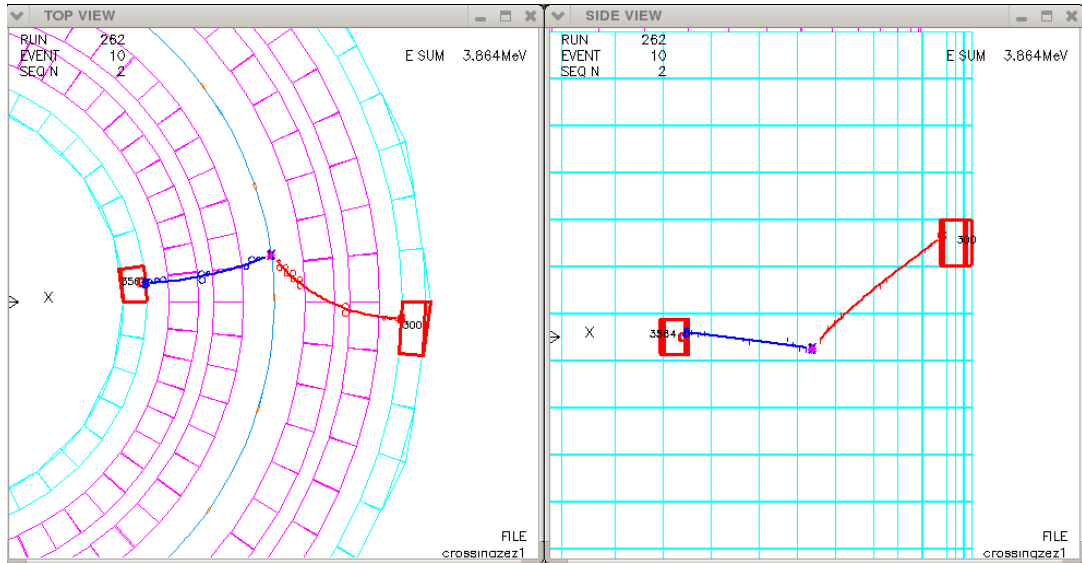 TOP VIEW
RUN 262
EVENT 10
SEQ N 2
E SUM 3.864MeV
X
300
FILE
crossingzez1
SIDE VIEW
RUN 262
EVENT 10
SEQ N 2
E SUM 3.864MeV
X
300
FILE
crossingzez1